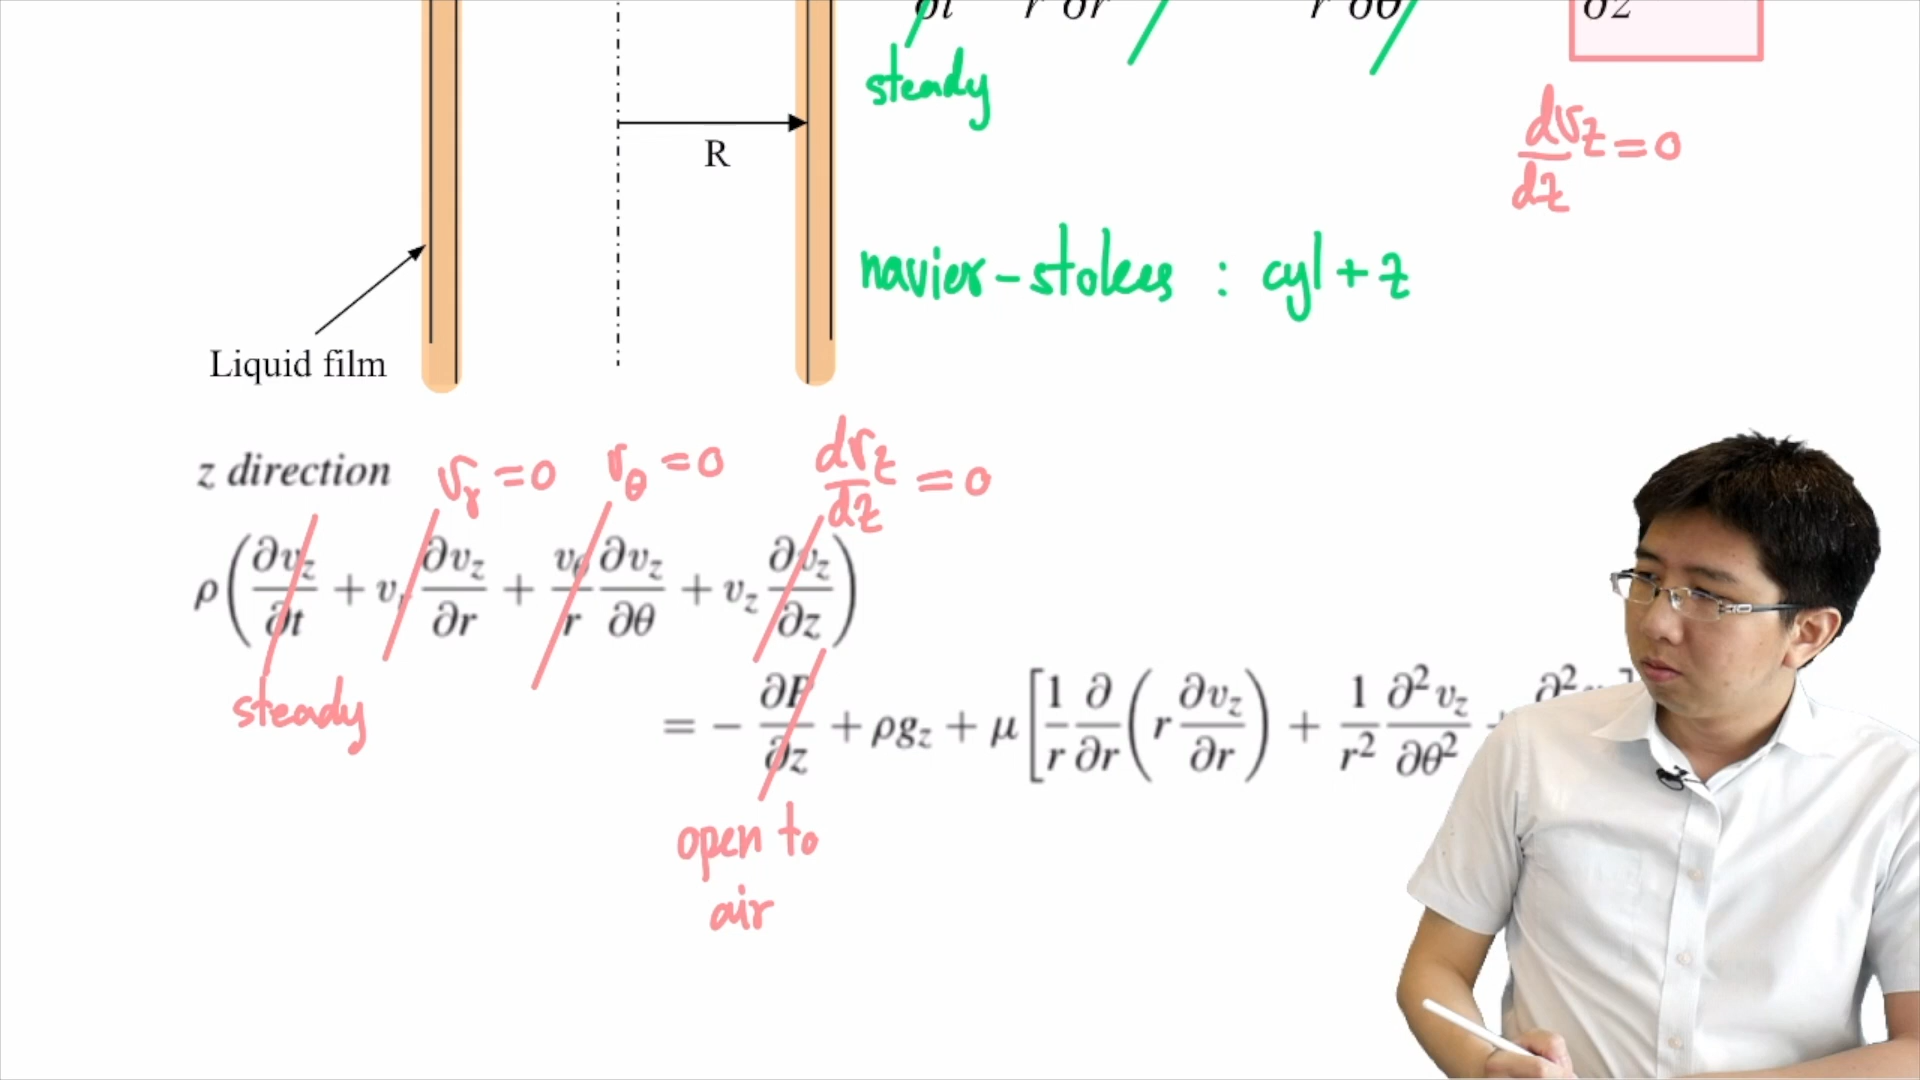 ∂t r ∂r r ∂θ ∂z
steady
dv_z/dz = 0
R
navier-stokes : cyl + z
Liquid film
z direction
v_r = 0 v_θ = 0 dv_z/dz = 0
ρ(∂v_z/∂t + v_r ∂v_z/∂r + v_θ/r ∂v_z/∂θ + v_z ∂v_z/∂z)
steady
= − ∂P/∂z + ρg_z + μ[1/r ∂/∂r (r ∂v_z/∂r) + 1/r² ∂²v_z/∂θ² + ∂²
open to
air